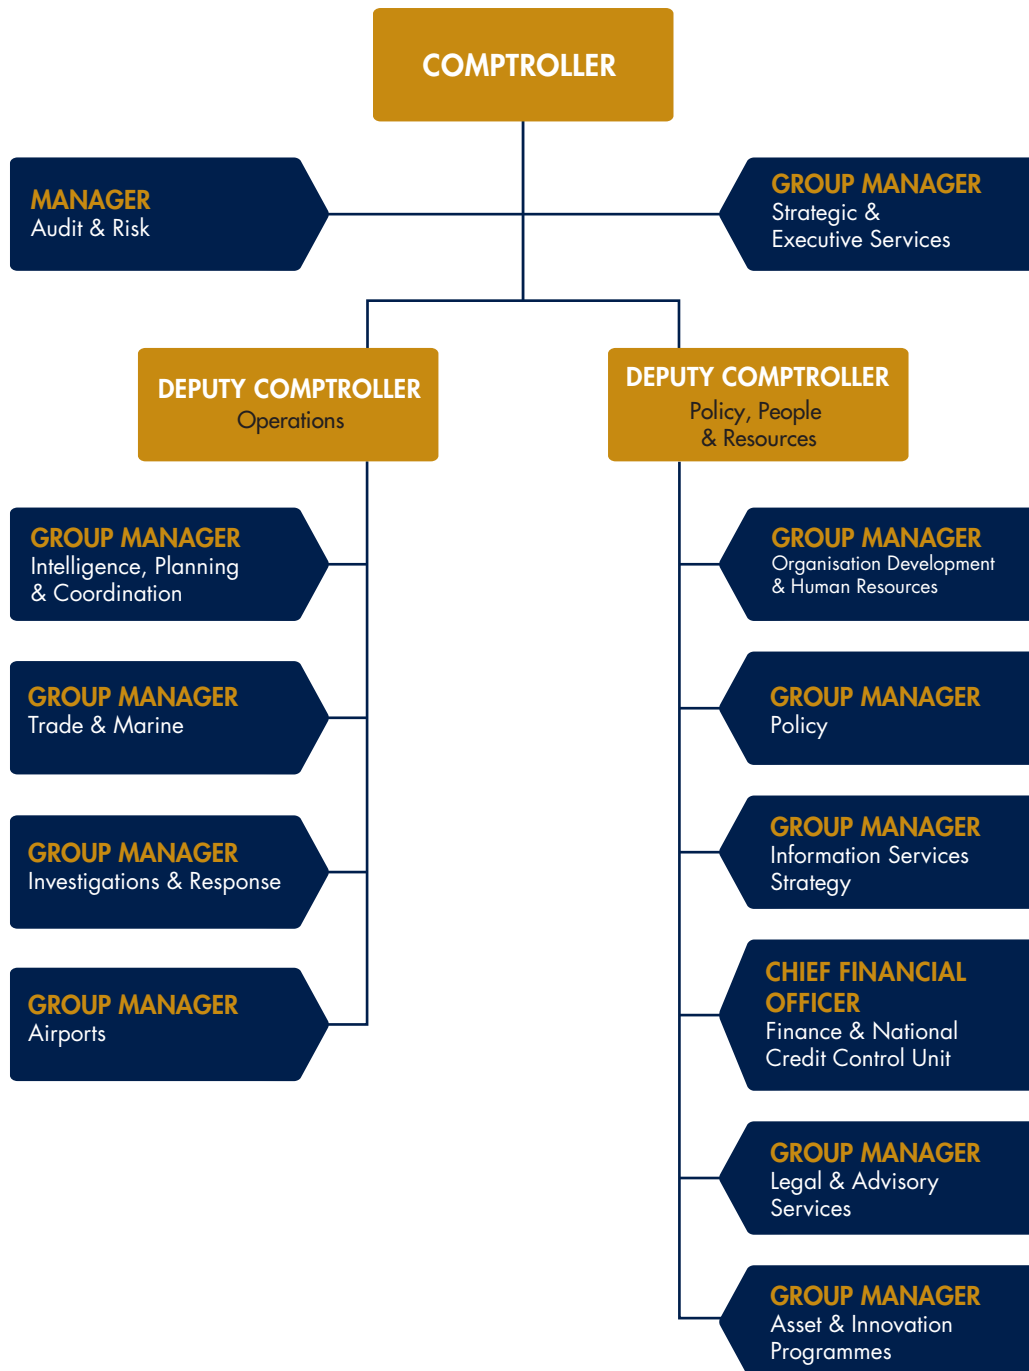 COMPTROLLER
MANAGER
Audit & Risk
GROUP MANAGER
Strategic &
Executive Services
DEPUTY COMPTROLLER
Operations
DEPUTY COMPTROLLER
Policy, People
& Resources
GROUP MANAGER
Intelligence, Planning
& Coordination
GROUP MANAGER
Trade & Marine
GROUP MANAGER
Investigations & Response
GROUP MANAGER
Airports
GROUP MANAGER
Organisation Development
& Human Resources
GROUP MANAGER
Policy
GROUP MANAGER
Information Services
Strategy
CHIEF FINANCIAL
OFFICER
Finance & National
Credit Control Unit
GROUP MANAGER
Legal & Advisory
Services
GROUP MANAGER
Asset & Innovation
Programmes